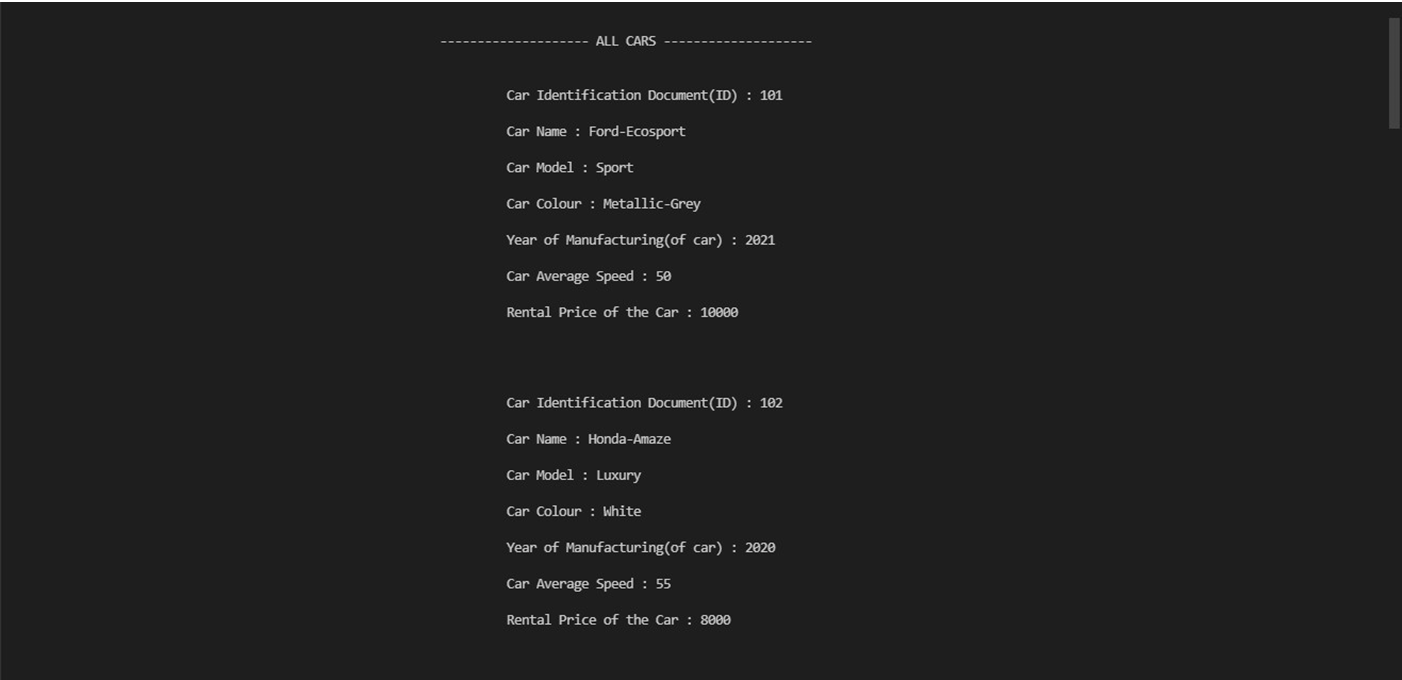 -------------------- ALL CARS --------------------
Car Identification Document(ID) : 101
Car Name : Ford-Ecosport
Car Model : Sport
Car Colour : Metallic-Grey
Year of Manufacturing(of car) : 2021
Car Average Speed : 50
Rental Price of the Car : 10000
Car Identification Document(ID) : 102
Car Name : Honda-Amaze
Car Model : Luxury
Car Colour : White
Year of Manufacturing(of car) : 2020
Car Average Speed : 55
Rental Price of the Car : 8000